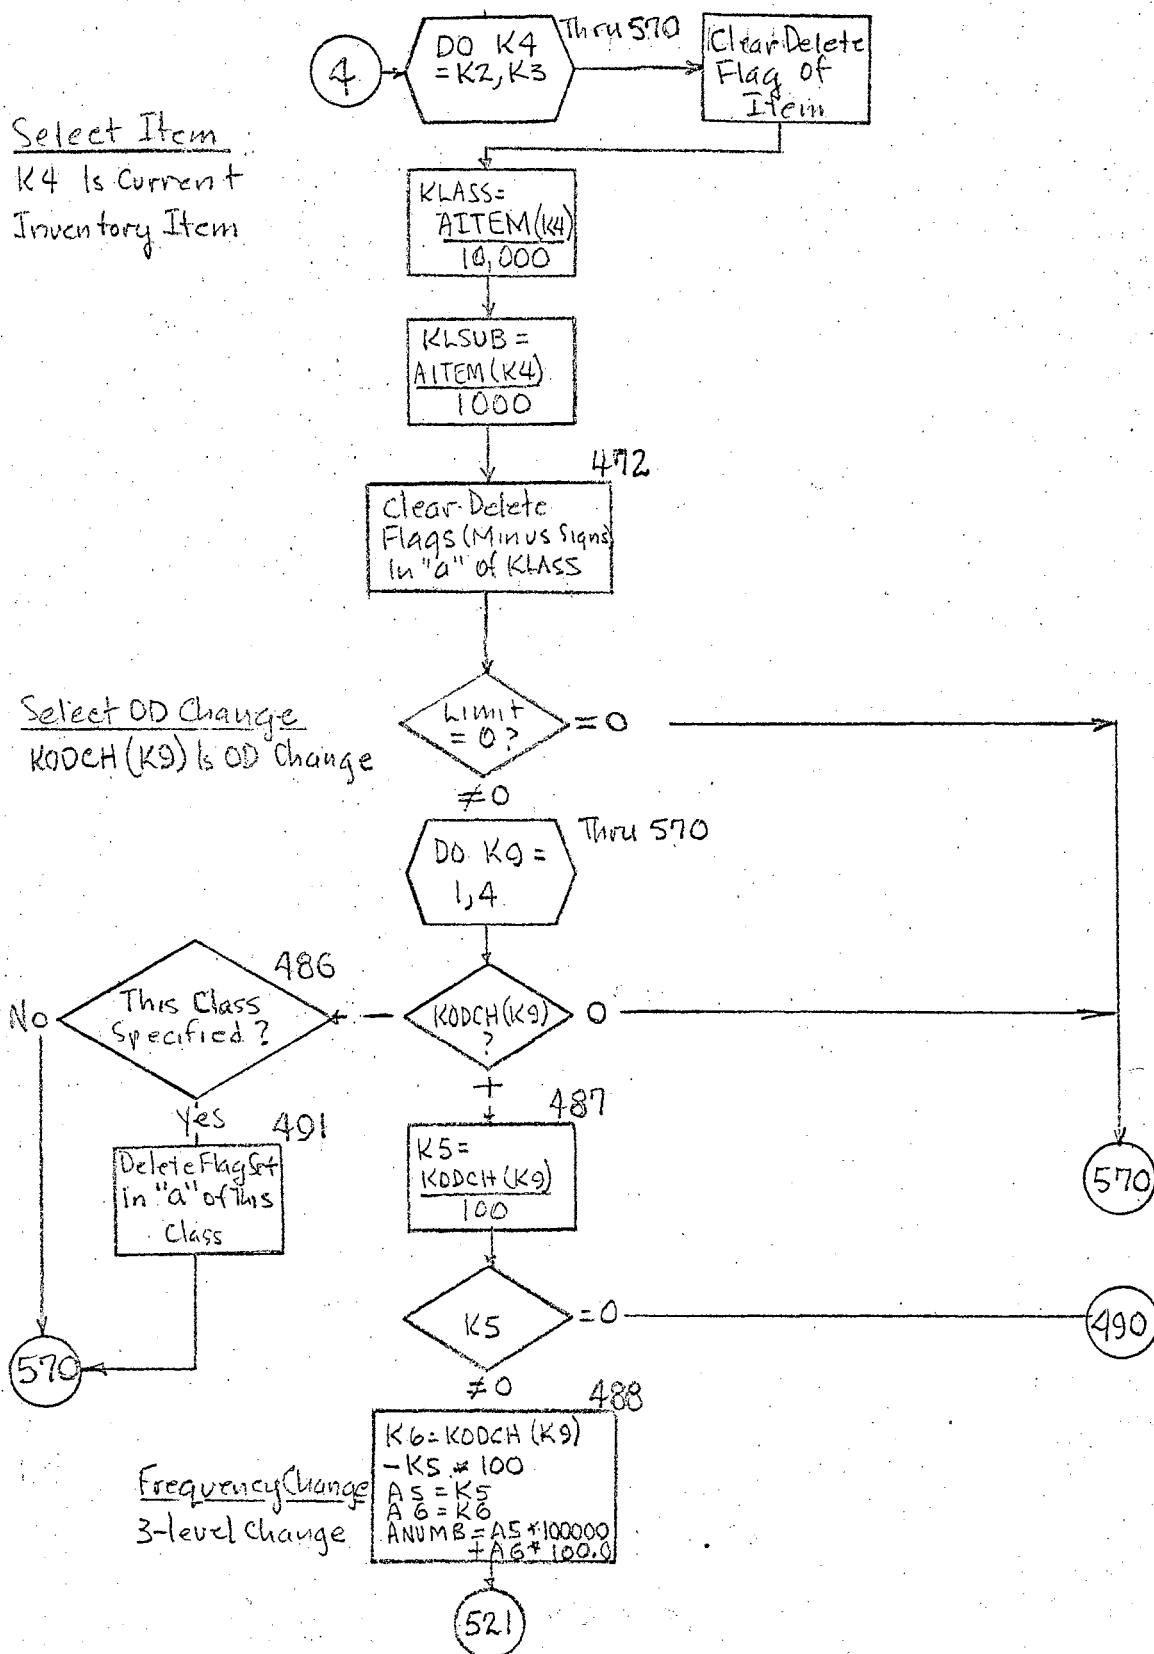 4
DO K4
=K2,K3
Thru 570
Clear Delete
Flag of
Item
Select Item
K4 Is Current
Inventory Item
KLASS=
AITEM(K4)
10,000
KLSUB=
AITEM(K4)
1000
472
Clear Delete
Flags (Minus Signs)
In "a" of KLASS
Select OD Change
KODCH(K9) Is OD Change
Limit
=0?
=0
≠0
DO K9=
1,4
Thru 570
486
This Class
Specified?
No
–
KODCH(K9)
?
0
+
Yes
491
Delete Flag Set
in "a" of This
Class
487
K5=
KODCH(K9)
100
570
K5
=0
490
570
≠0
488
Frequency Change
3-level Change
K6=KODCH(K9)
-K5*100
A5=K5
A6=K6
ANUMB=A5*100000
+A6*100.0
521